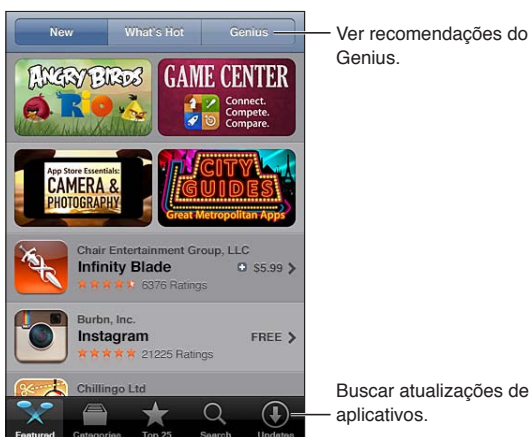 New What's Hot Genius
Ver recomendações do
Genius.
ANGRY BIRDS
Rio
GAME CENTER
Connect.
Compete.
Compare.
App Store Essentials:
CAMERA &
PHOTOGRAPHY
CITY
GUIDES
Great Metropolitan Apps
Chair Entertainment Group, LLC
Infinity Blade $5.99
6376 Ratings
Burbn, Inc.
Instagram FREE
21225 Ratings
Chillingo Ltd
Buscar atualizações de
aplicativos.
Featured Categories Top 25 Search Updates